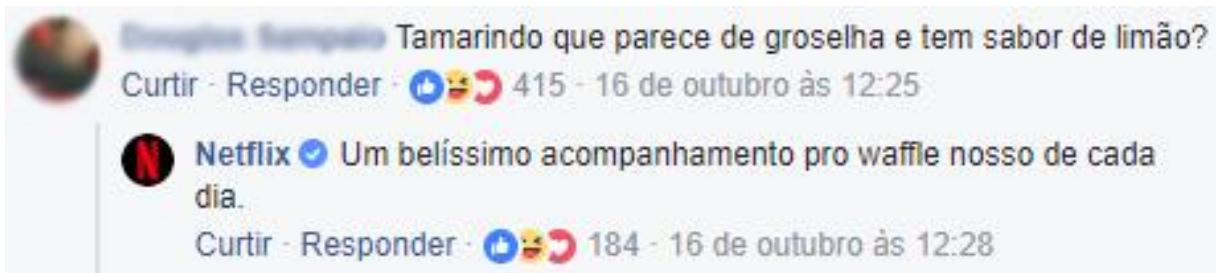 Tamarindo que parece de groselha e tem sabor de limão?
Curtir · Responder · 415 · 16 de outubro às 12:25
Netflix Um belíssimo acompanhamento pro waffle nosso de cada
dia.
Curtir · Responder · 184 · 16 de outubro às 12:28